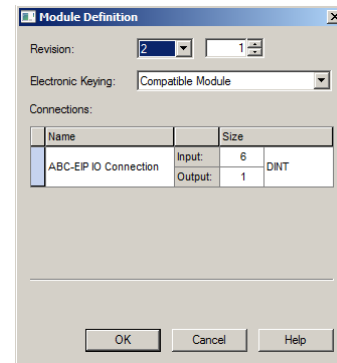 Module Definition
Revision: 2 1
Electronic Keying: Compatible Module
Connections:
Name Size
ABC-EIP IO Connection Input: 6 DINT
Output: 1
OK Cancel Help